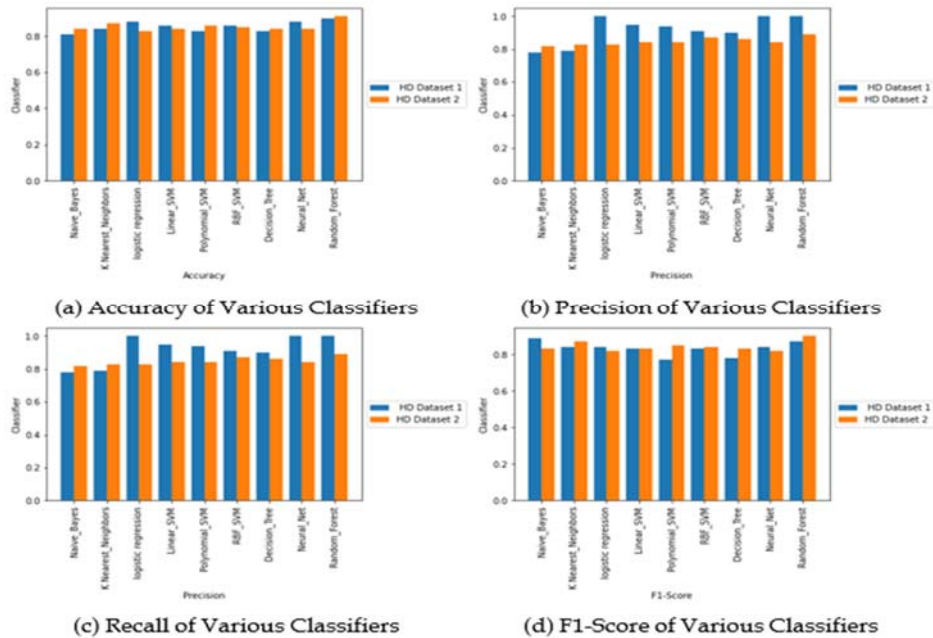 0.8
0.6
0.4
0.2
0.0
Classifier
Naive_Bayes
K Nearest_Neighbors
logistic regression
Linear_SVM
Polynomial_SVM
RBF_SVM
Decision_Tree
Neural_Net
Random_Forest
Accuracy
HD Dataset 1
HD Dataset 2
(a) Accuracy of Various Classifiers
1.0
0.8
0.6
0.4
0.2
0.0
Classifier
Naive_Bayes
K Nearest_Neighbors
logistic regression
Linear_SVM
Polynomial_SVM
RBF_SVM
Decision_Tree
Neural_Net
Random_Forest
Precision
HD Dataset 1
HD Dataset 2
(b) Precision of Various Classifiers
1.0
0.8
0.6
0.4
0.2
0.0
Classifier
Naive_Bayes
K Nearest_Neighbors
logistic regression
Linear_SVM
Polynomial_SVM
RBF_SVM
Decision_Tree
Neural_Net
Random_Forest
Precision
HD Dataset 1
HD Dataset 2
(c) Recall of Various Classifiers
0.8
0.6
0.4
0.2
0.0
Classifier
Naive_Bayes
K Nearest_Neighbors
logistic regression
Linear_SVM
Polynomial_SVM
RBF_SVM
Decision_Tree
Neural_Net
Random_Forest
F1-Score
HD Dataset 1
HD Dataset 2
(d) F1-Score of Various Classifiers